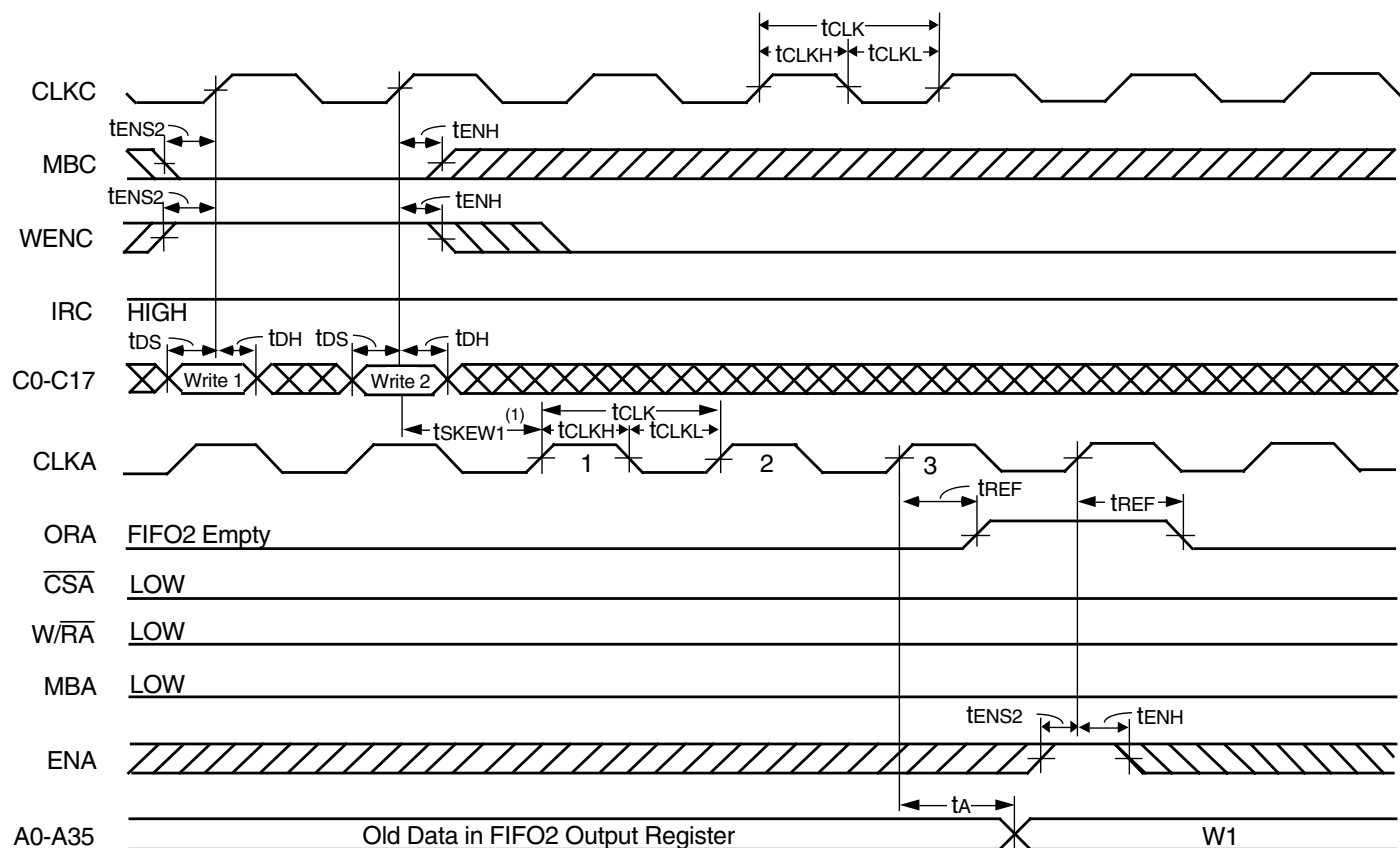 tCLK
tCLKH tCLKL
CLKC
tENS2 tENH
MBC
tENS2 tENH
WENC
IRC HIGH
tDS tDH tDS tDH
C0-C17 Write 1 Write 2
tSKEW1(1) tCLK
tCLKH tCLKL
CLKA 1 2 3
tREF tREF
ORA FIFO2 Empty
CSA LOW
W/RA LOW
MBA LOW
tENS2 tENH
ENA
tA
A0-A35 Old Data in FIFO2 Output Register W1